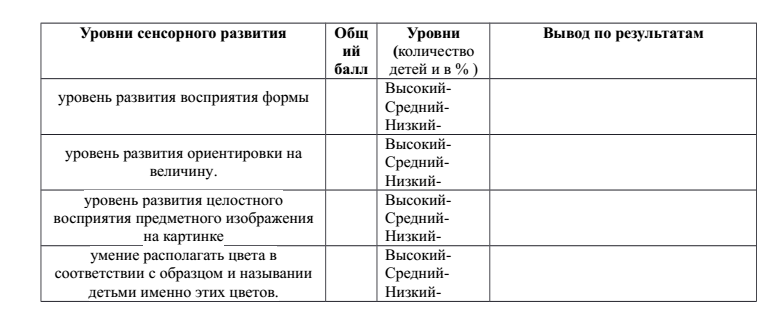 Уровни сенсорного развития
Общ
ий
балл
Уровни
(количество
детей и в % )
Вывод по результатам
уровень развития восприятия формы
Высокий-
Средний-
Низкий-
уровень развития ориентировки на
величину.
Высокий-
Средний-
Низкий-
уровень развития целостного
восприятия предметного изображения
на картинке
Высокий-
Средний-
Низкий-
умение располагать цвета в
соответствии с образцом и назывании
детьми именно этих цветов.
Высокий-
Средний-
Низкий-